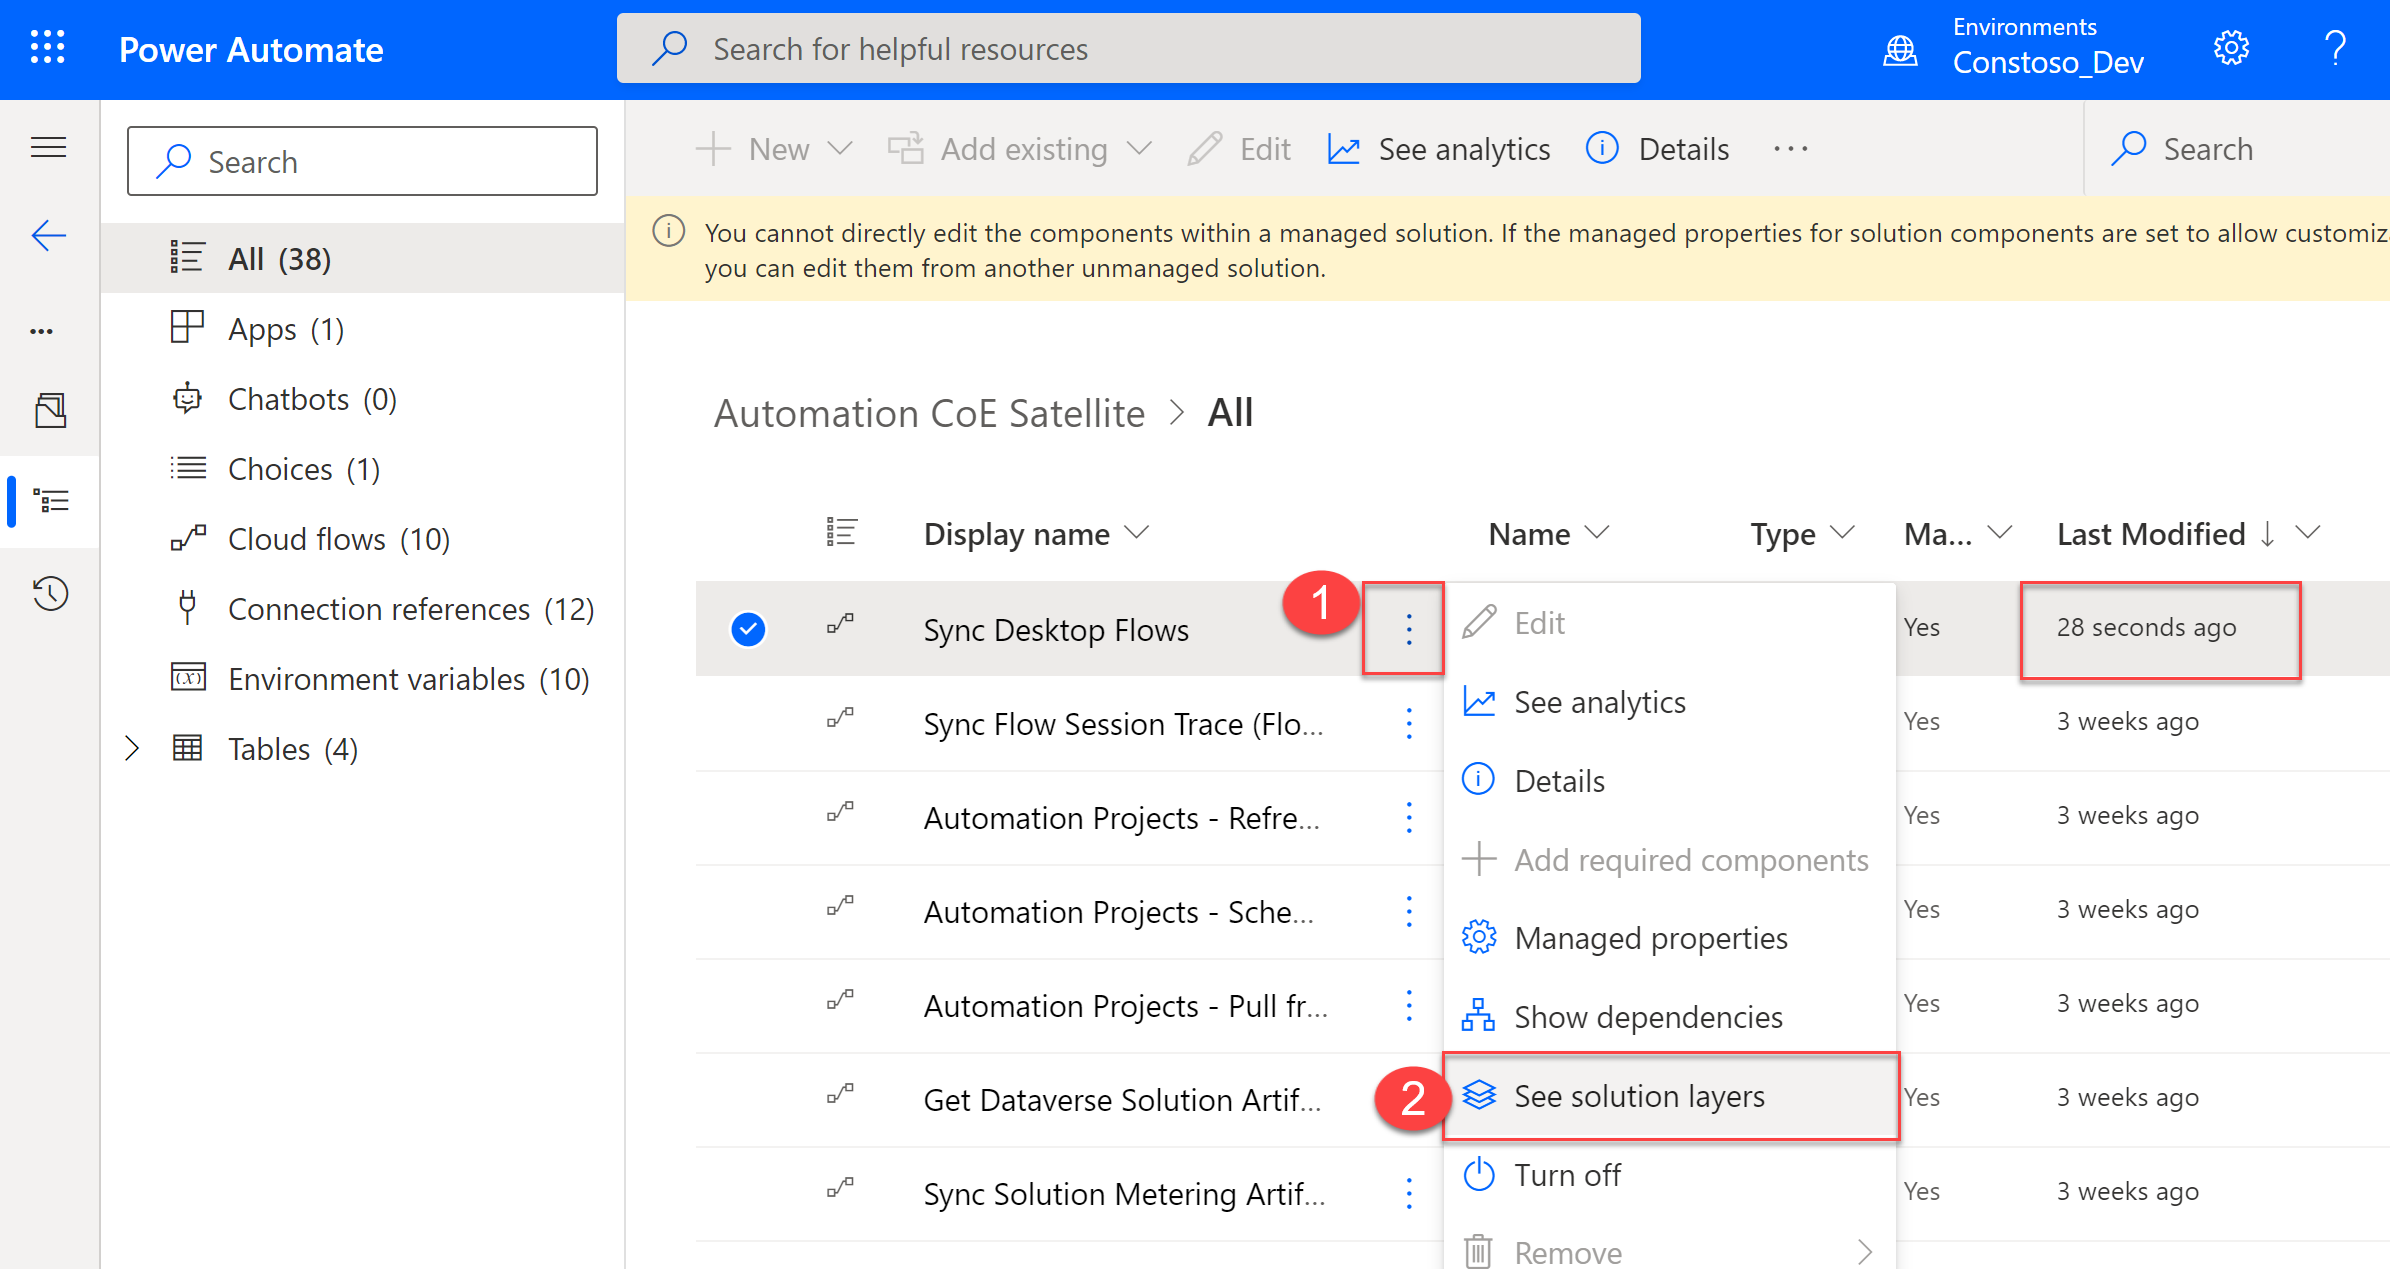 Power Automate
Search for helpful resources
Environments
Constoso_Dev
?
Search
All (38)
Apps (1)
Chatbots (0)
Choices (1)
Cloud flows (10)
Connection references (12)
Environment variables (10)
Tables (4)
New
Add existing
Edit
See analytics
Details
...
Search
You cannot directly edit the components within a managed solution. If the managed properties for solution components are set to allow customiz
you can edit them from another unmanaged solution.
Automation CoE Satellite > All
Display name
Name
Type
Ma...
Last Modified ↓
Sync Desktop Flows
1
Yes
28 seconds ago
Sync Flow Session Trace (Flo...
Yes
3 weeks ago
Automation Projects - Refre...
Yes
3 weeks ago
Automation Projects - Sche...
Yes
3 weeks ago
Automation Projects - Pull fr...
Yes
3 weeks ago
Get Dataverse Solution Artif...
Yes
3 weeks ago
Sync Solution Metering Artif...
Yes
3 weeks ago
Edit
See analytics
Details
Add required components
Managed properties
Show dependencies
2
See solution layers
Turn off
Remove